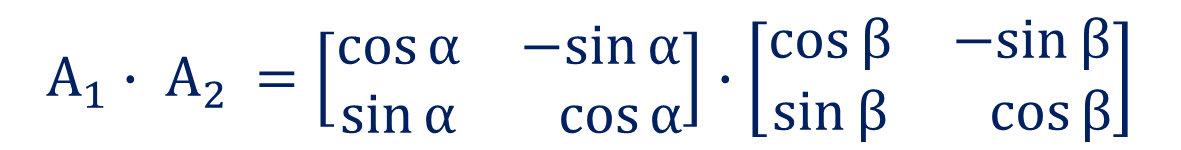 A₁ · A₂ = [cos α −sin α] · [cos β −sin β]
[sin α cos α] [sin β cos β]